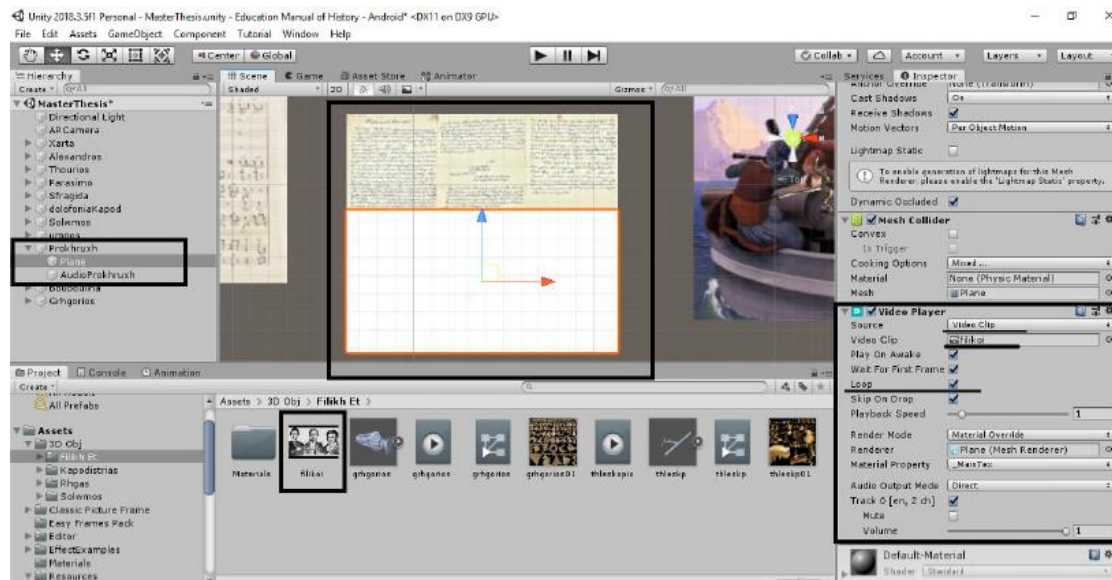 Unity 2018.3.5f1 Personal - MasterThesis.unity - Education Manual of History - Android* <DX11 on DX9 GPU>
File Edit Assets GameObject Component Tutorial Window Help
Center Global Collab Account Layers Layout
Hierarchy
Create
MasterThesis*
Directional Light
ARCamera
Xarta
Alexandros
Thourios
Parasimo
Sfragida
dolofoniaKapod
Solwmos
Prokhruxh
Plane
AudioProkhruxh
Bouboulina
Grhgorios
Scene Game Asset Store Animator
Shaded 2D Gizmos
Services Inspector
Anchor Override None (Transform)
Cast Shadows On
Receive Shadows
Motion Vectors Per Object Motion
Lightmap Static
To enable generation of lightmaps for this Mesh
Renderer, please enable the 'Lightmap Static' property.
Dynamic Occluded
Mesh Collider
Convex
Is Trigger
Cooking Options Mixed ...
Material None (Physic Material)
Mesh Plane
Video Player
Source Video Clip
Video Clip filikoi
Play On Awake
Wait For First Frame
Loop
Skip On Drop
Playback Speed 1
Render Mode Material Override
Renderer Plane (Mesh Renderer)
Material Property _MainTex
Audio Output Mode Direct
Track 0 [en, 2 ch]
Mute
Volume 1
Default-Material
Shader Standard
Project Console Animation
Create
All Prefabs
Assets
3D Obj
Filikh Et
Kapodistrias
Rhgas
Solwmos
Classic Picture Frame
Easy Frames Pack
Editor
EffectExamples
Materials
Resources
Assets > 3D Obj > Filikh Et
Materials filikoi grhgorios grhgorios grhgorios grhgorios01 thleskopio thleskp thleskp thleskp01